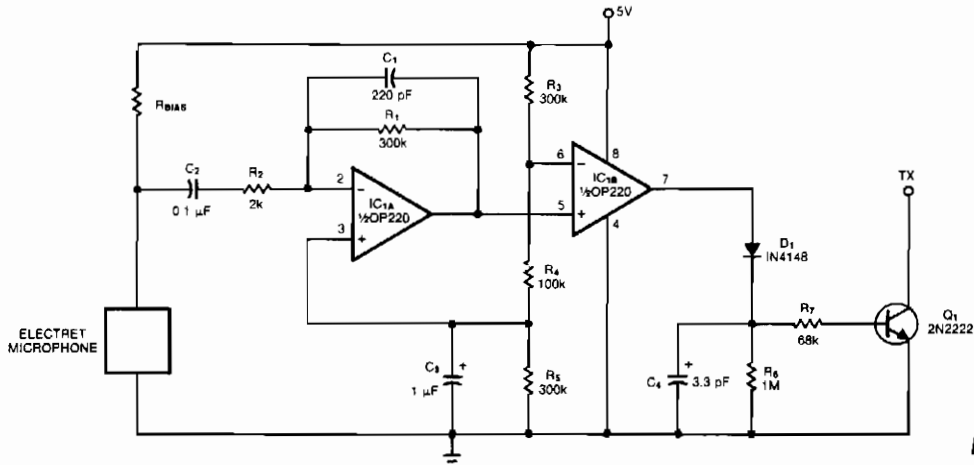 5V
C₁
220 pF
R₁
300k
R₃
300k
RBIAS
C₂
0.1 µF
R₂
2k
2
3
IC₁A
½OP220
6
5
IC₁B
½OP220
8
7
4
TX
D₁
IN4148
R₄
100k
R₇
68k
Q₁
2N2222
ELECTRET
MICROPHONE
C₃
1 µF
R₅
300k
C₄
3.3 pF
R₆
1M